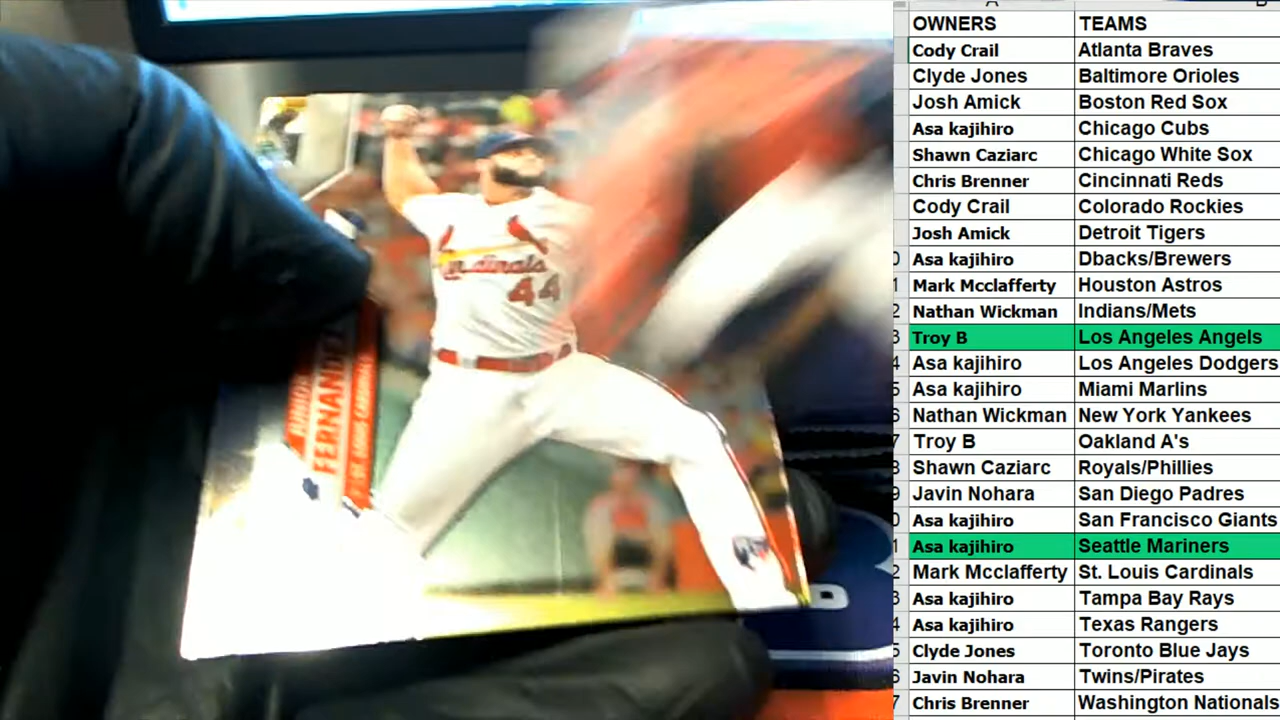 OWNERS TEAMS
Cody Crail Atlanta Braves
Clyde Jones Baltimore Orioles
Josh Amick Boston Red Sox
Asa kajihiro Chicago Cubs
Shawn Caziarc Chicago White Sox
Chris Brenner Cincinnati Reds
Cody Crail Colorado Rockies
Josh Amick Detroit Tigers
Asa kajihiro Dbacks/Brewers
Mark Mcclafferty Houston Astros
Nathan Wickman Indians/Mets
Troy B Los Angeles Angels
Asa kajihiro Los Angeles Dodgers
Asa kajihiro Miami Marlins
Nathan Wickman New York Yankees
Troy B Oakland A's
Shawn Caziarc Royals/Phillies
Javin Nohara San Diego Padres
Asa kajihiro San Francisco Giants
Asa kajihiro Seattle Mariners
Mark Mcclafferty St. Louis Cardinals
Asa kajihiro Tampa Bay Rays
Asa kajihiro Texas Rangers
Clyde Jones Toronto Blue Jays
Javin Nohara Twins/Pirates
Chris Brenner Washington Nationals
Cardinals
44
JUNIOR
FERNANDEZ
ST. LOUIS CARDINALS